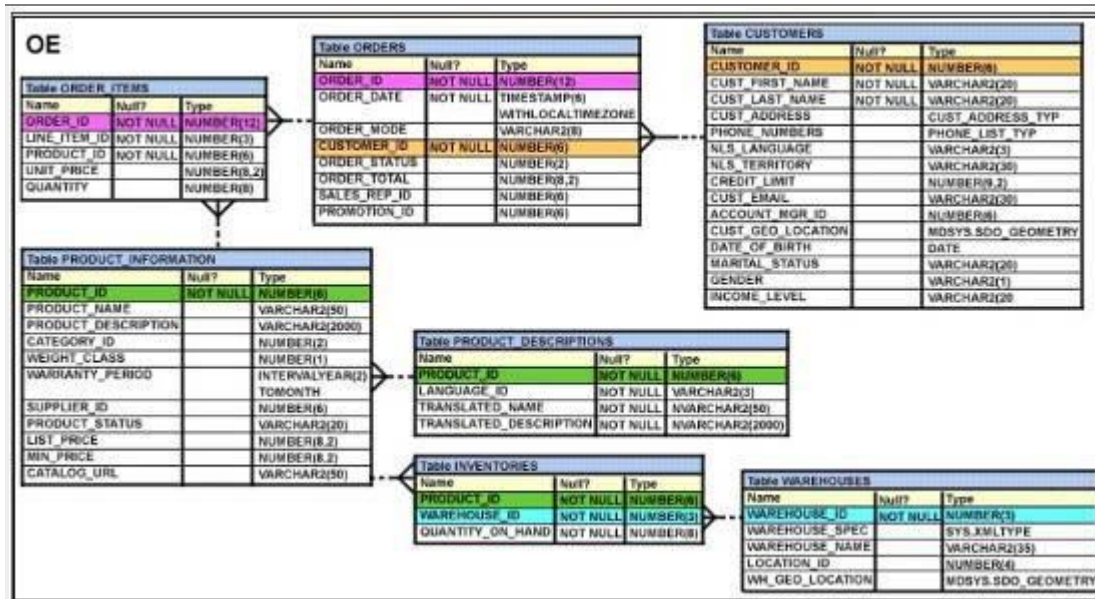 OE
Table ORDER_ITEMS
Name Null? Type
ORDER_ID NOT NULL NUMBER(12)
LINE_ITEM_ID NOT NULL NUMBER(3)
PRODUCT_ID NOT NULL NUMBER(6)
UNIT_PRICE NUMBER(8,2)
QUANTITY NUMBER(8)
Table ORDERS
Name Null? Type
ORDER_ID NOT NULL NUMBER(12)
ORDER_DATE NOT NULL TIMESTAMP(6)
WITHLOCALTIMEZONE
ORDER_MODE VARCHAR2(8)
CUSTOMER_ID NOT NULL NUMBER(6)
ORDER_STATUS NUMBER(2)
ORDER_TOTAL NUMBER(8,2)
SALES_REP_ID NUMBER(6)
PROMOTION_ID NUMBER(6)
Table CUSTOMERS
Name Null? Type
CUSTOMER_ID NOT NULL NUMBER(6)
CUST_FIRST_NAME NOT NULL VARCHAR2(20)
CUST_LAST_NAME NOT NULL VARCHAR2(20)
CUST_ADDRESS CUST_ADDRESS_TYP
PHONE_NUMBERS PHONE_LIST_TYP
NLS_LANGUAGE VARCHAR2(3)
NLS_TERRITORY VARCHAR2(30)
CREDIT_LIMIT NUMBER(9,2)
CUST_EMAIL VARCHAR2(30)
ACCOUNT_MGR_ID NUMBER(6)
CUST_GEO_LOCATION MDSYS.SDO_GEOMETRY
DATE_OF_BIRTH DATE
MARITAL_STATUS VARCHAR2(20)
GENDER VARCHAR2(1)
INCOME_LEVEL VARCHAR2(20
Table PRODUCT_INFORMATION
Name Null? Type
PRODUCT_ID NOT NULL NUMBER(6)
PRODUCT_NAME VARCHAR2(50)
PRODUCT_DESCRIPTION VARCHAR2(2000)
CATEGORY_ID NUMBER(2)
WEIGHT_CLASS NUMBER(1)
WARRANTY_PERIOD INTERVALYEAR(2)
TOMONTH
SUPPLIER_ID NUMBER(6)
PRODUCT_STATUS VARCHAR2(20)
LIST_PRICE NUMBER(8,2)
MIN_PRICE NUMBER(8,2)
CATALOG_URL VARCHAR2(50)
Table PRODUCT_DESCRIPTIONS
Name Null? Type
PRODUCT_ID NOT NULL NUMBER(6)
LANGUAGE_ID NOT NULL VARCHAR2(3)
TRANSLATED_NAME NOT NULL NVARCHAR2(50)
TRANSLATED_DESCRIPTION NOT NULL NVARCHAR2(2000)
Table INVENTORIES
Name Null? Type
PRODUCT_ID NOT NULL NUMBER(6)
WAREHOUSE_ID NOT NULL NUMBER(3)
QUANTITY_ON_HAND NOT NULL NUMBER(8)
Table WAREHOUSES
Name Null? Type
WAREHOUSE_ID NOT NULL NUMBER(3)
WAREHOUSE_SPEC SYS.XMLTYPE
WAREHOUSE_NAME VARCHAR2(35)
LOCATION_ID NUMBER(4)
WH_GEO_LOCATION MDSYS.SDO_GEOMETRY